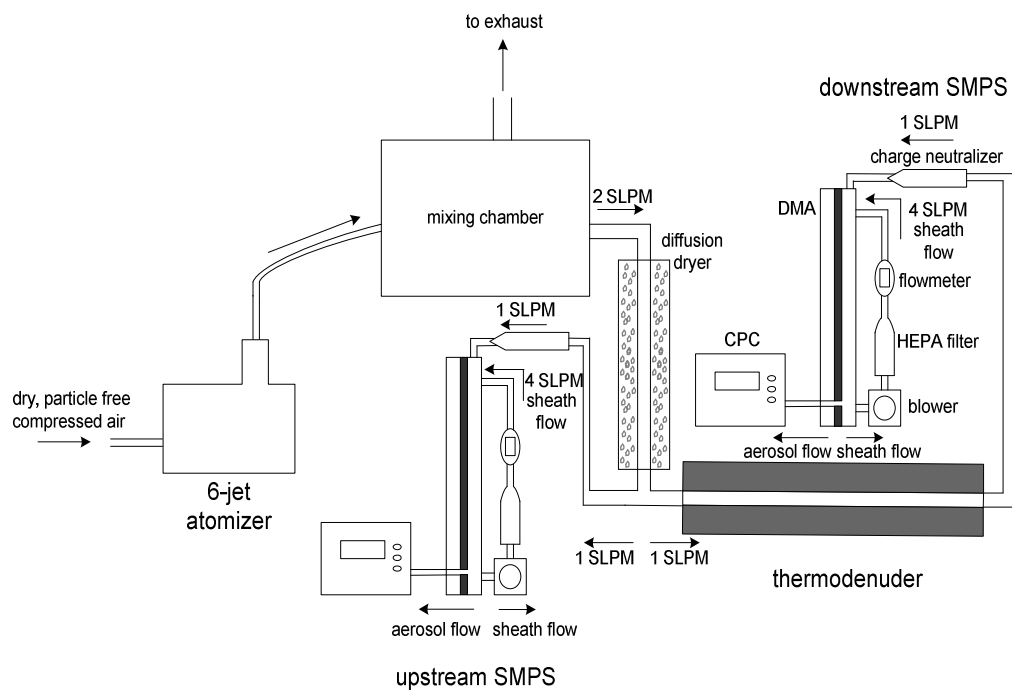 to exhaust
downstream SMPS
1 SLPM
charge neutralizer
mixing chamber
2 SLPM
DMA
4 SLPM
sheath
flow
diffusion
dryer
flowmeter
1 SLPM
CPC
HEPA filter
4 SLPM
sheath
flow
dry, particle free
compressed air
blower
aerosol flow sheath flow
6-jet
atomizer
1 SLPM 1 SLPM
thermodenuder
aerosol flow sheath flow
upstream SMPS